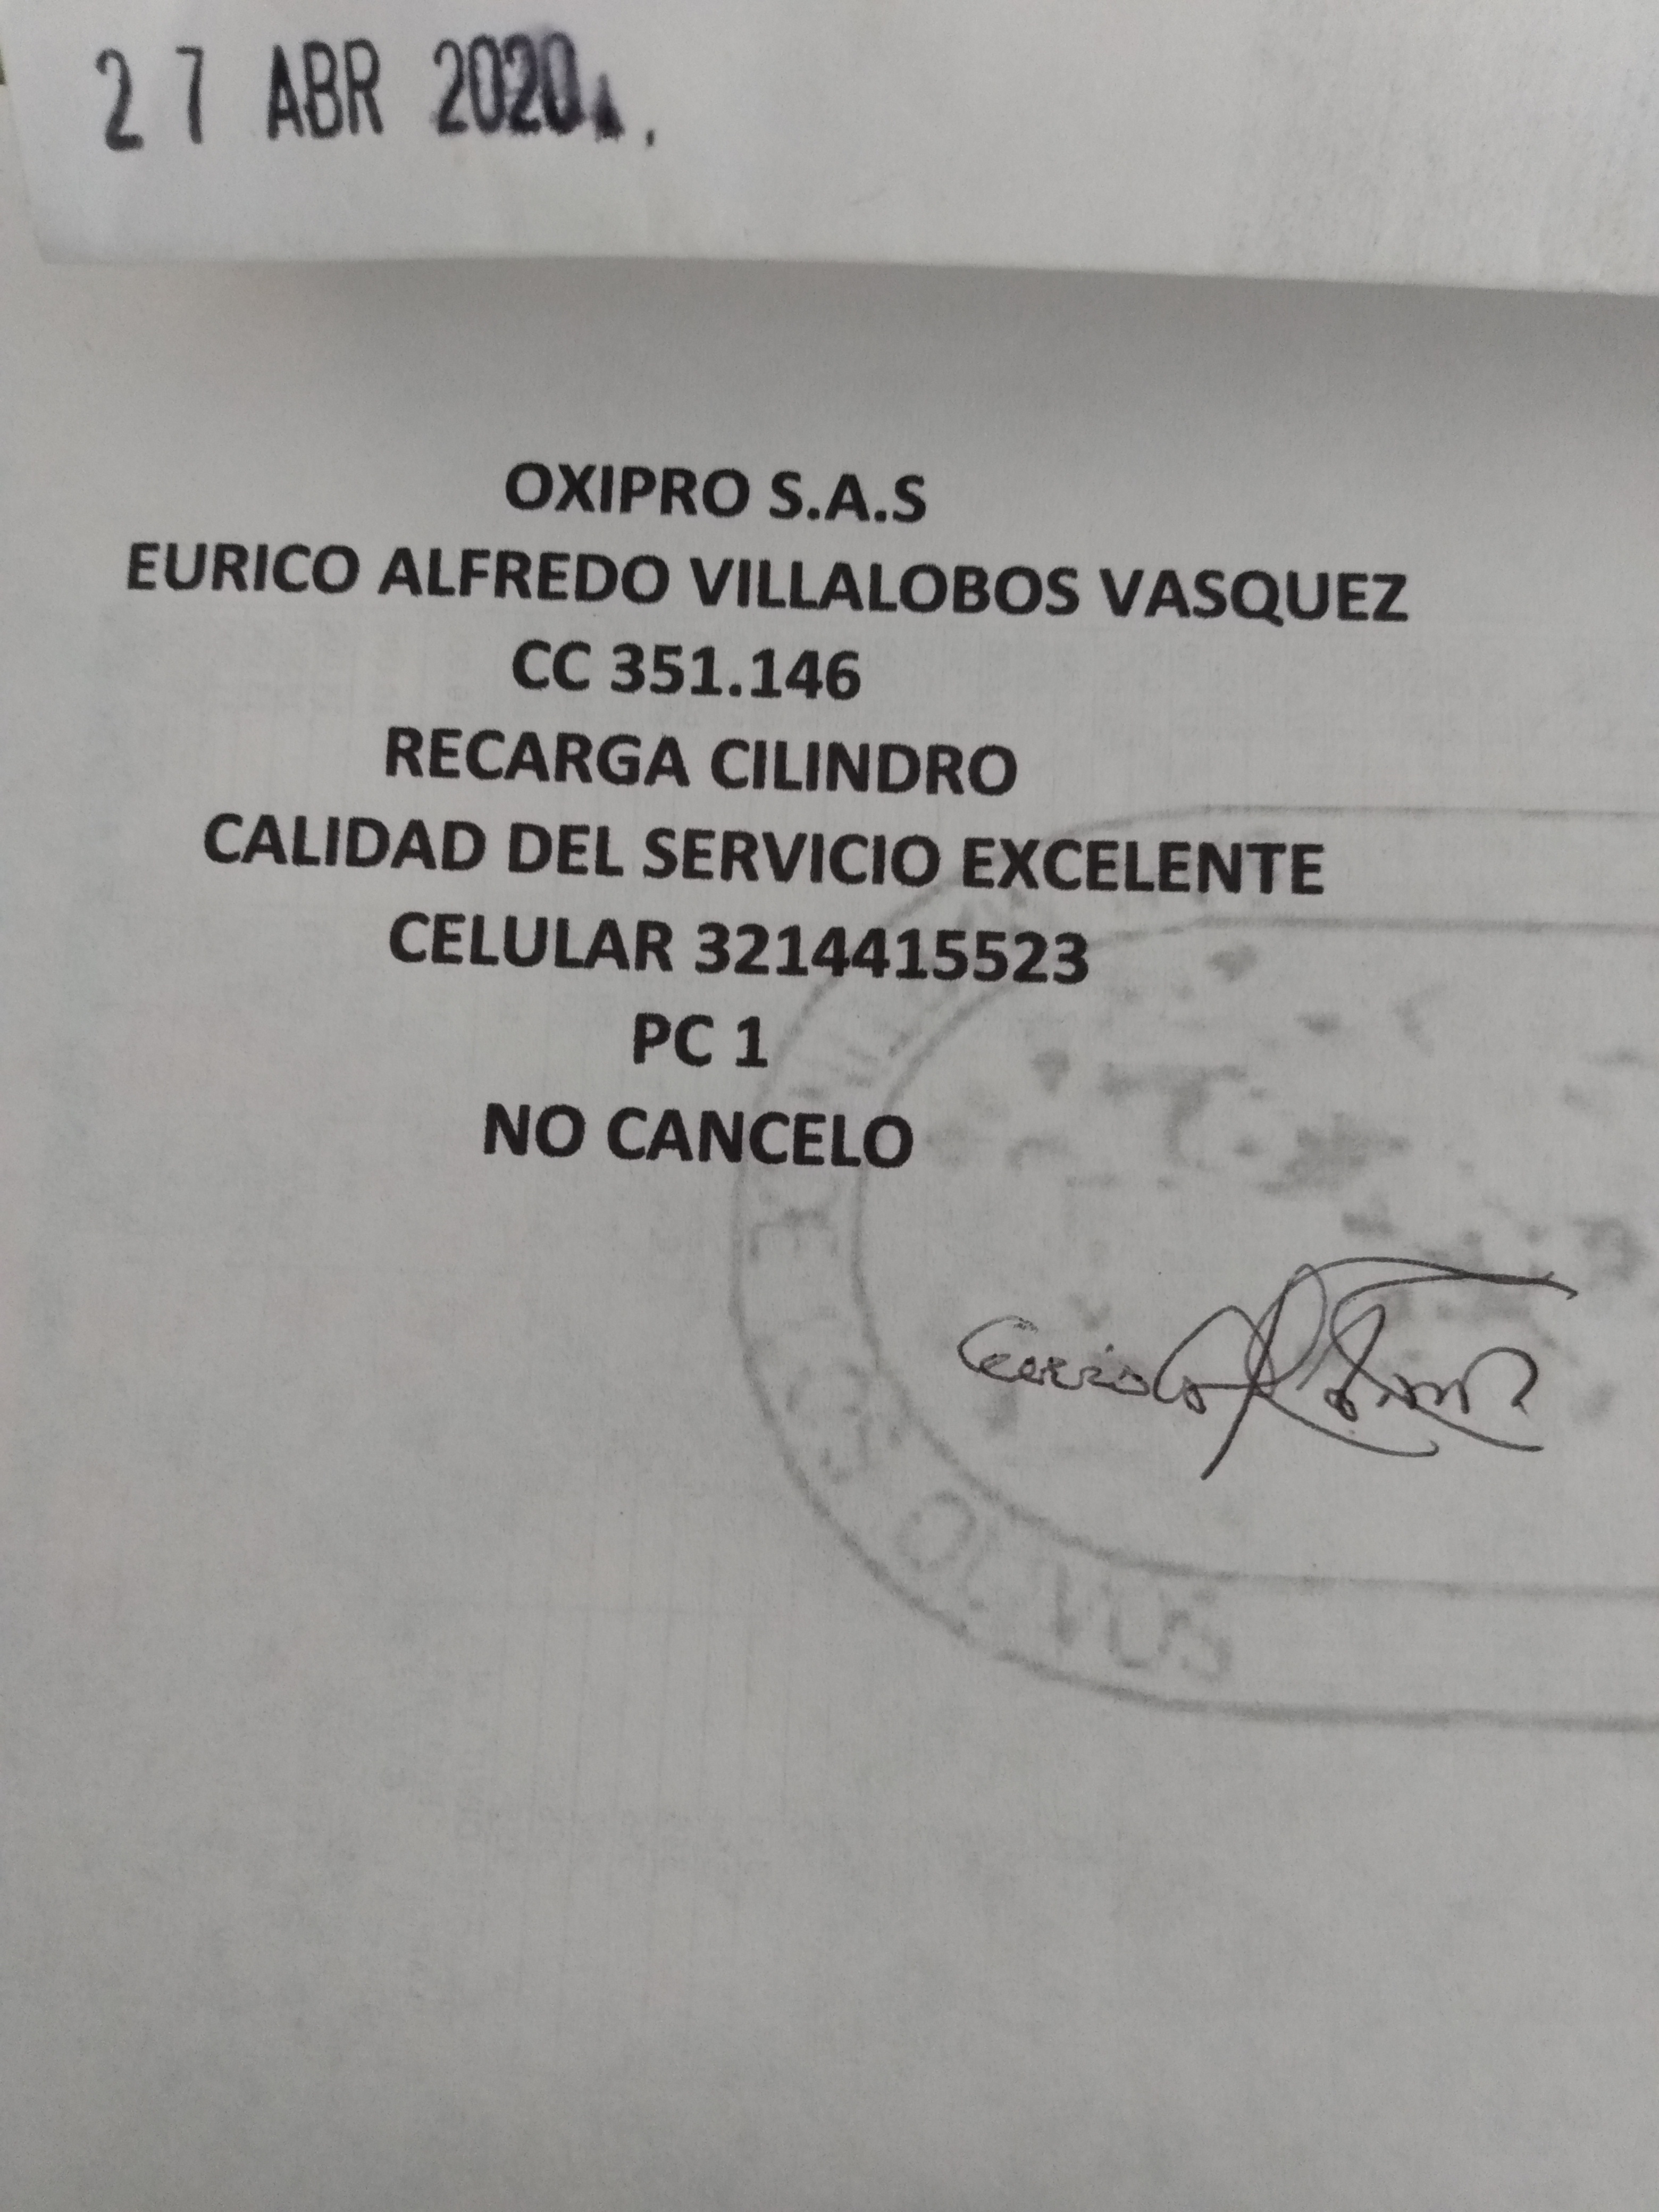 27 ABR 2020
OXIPRO S.A.S
EURICO ALFREDO VILLALOBOS VASQUEZ
CC 351.146
RECARGA CILINDRO
CALIDAD DEL SERVICIO EXCELENTE
CELULAR 3214415523
PC 1
NO CANCELO